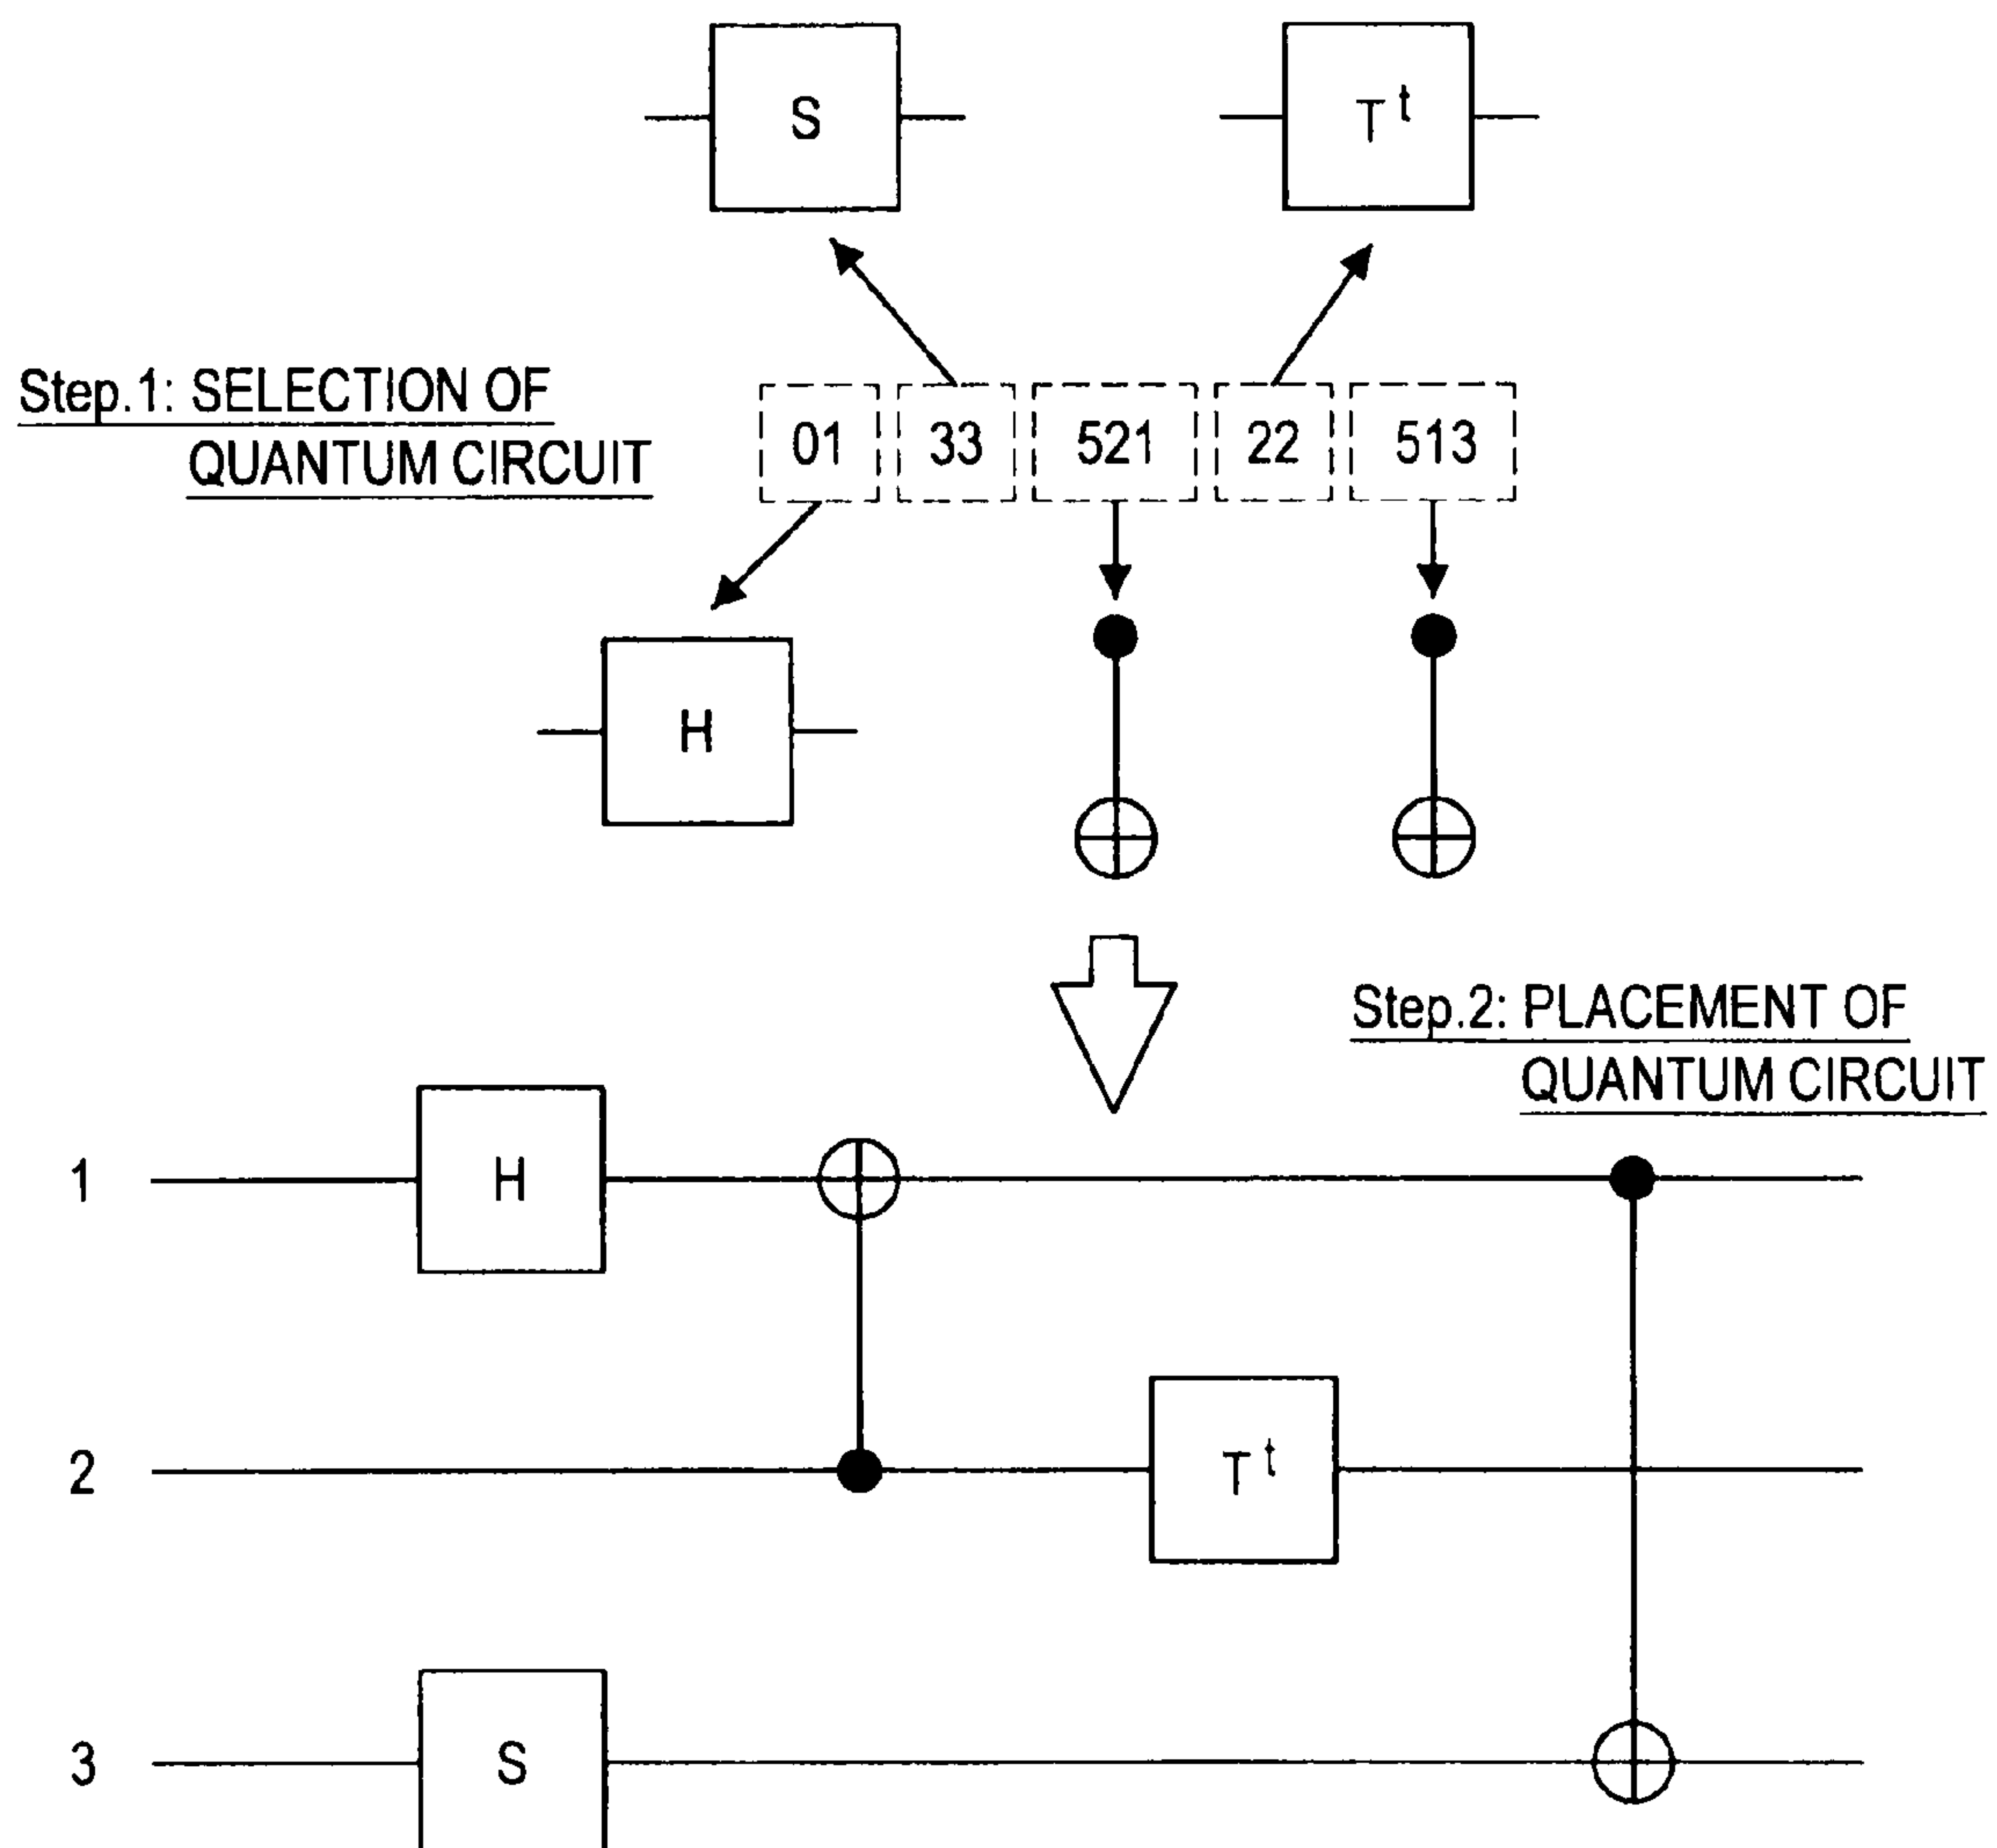 S
T t
Step.1: SELECTION OF
QUANTUM CIRCUIT
01 33 521 22 513
H
Step.2: PLACEMENT OF
QUANTUM CIRCUIT
1 H
2 T t
3 S